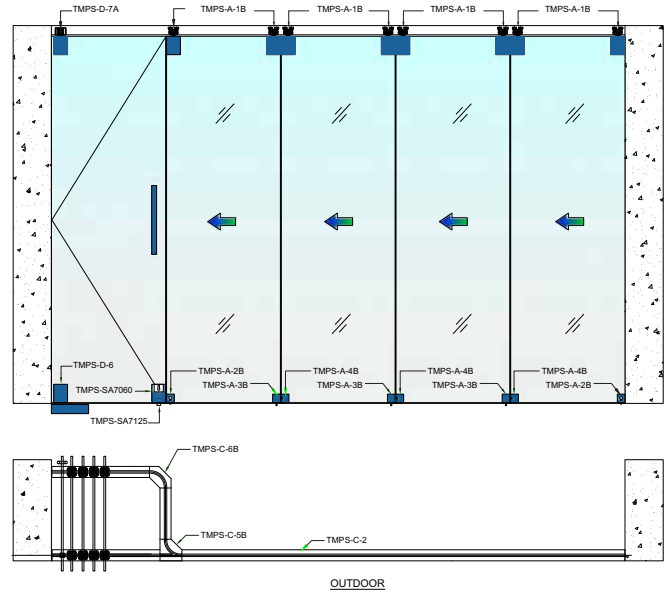 TMPS-D-7A
TMPS-A-1B
TMPS-A-1B
TMPS-A-1B
TMPS-A-1B
TMPS-D-6
TMPS-SA7060
TMPS-SA7125
TMPS-A-2B
TMPS-A-3B
TMPS-A-4B
TMPS-A-3B
TMPS-A-4B
TMPS-A-3B
TMPS-A-4B
TMPS-A-2B
TMPS-C-6B
TMPS-C-5B
TMPS-C-2
OUTDOOR